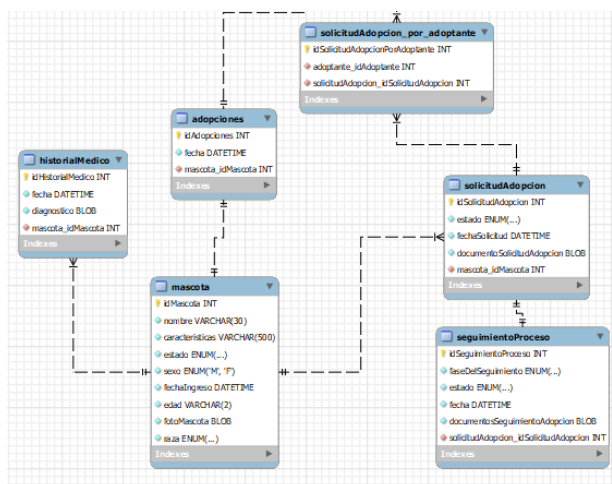 solicitudAdopcion_por_adoptante
idSolicitudAdopcionPorAdoptante INT
adoptante_idAdoptante INT
solicitudAdopcion_idSolicitudAdopcion INT
Indexes
adopciones
idAdopciones INT
fecha DATETIME
mascota_idMascota INT
Indexes
historialMedico
idHistorialMedico INT
fecha DATETIME
diagnostico BLOB
mascota_idMascota INT
Indexes
solicitudAdopcion
idSolicitudAdopcion INT
estado ENUM(...)
fechaSolicitud DATETIME
documentoSolicitudAdopcion BLOB
mascota_idMascota INT
Indexes
mascota
idMascota INT
nombre VARCHAR(30)
caracteristicas VARCHAR(500)
estado ENUM(...)
sexo ENUM('M', 'F')
fechaIngreso DATETIME
edad VARCHAR(2)
fotoMascota BLOB
raza ENUM(...)
Indexes
seguimientoProceso
idSeguimientoProceso INT
faseDelSeguimiento ENUM(...)
estado ENUM(...)
fecha DATETIME
documentosSeguimientoAdopcion BLOB
solicitudAdopcion_idSolicitudAdopcion INT
Indexes